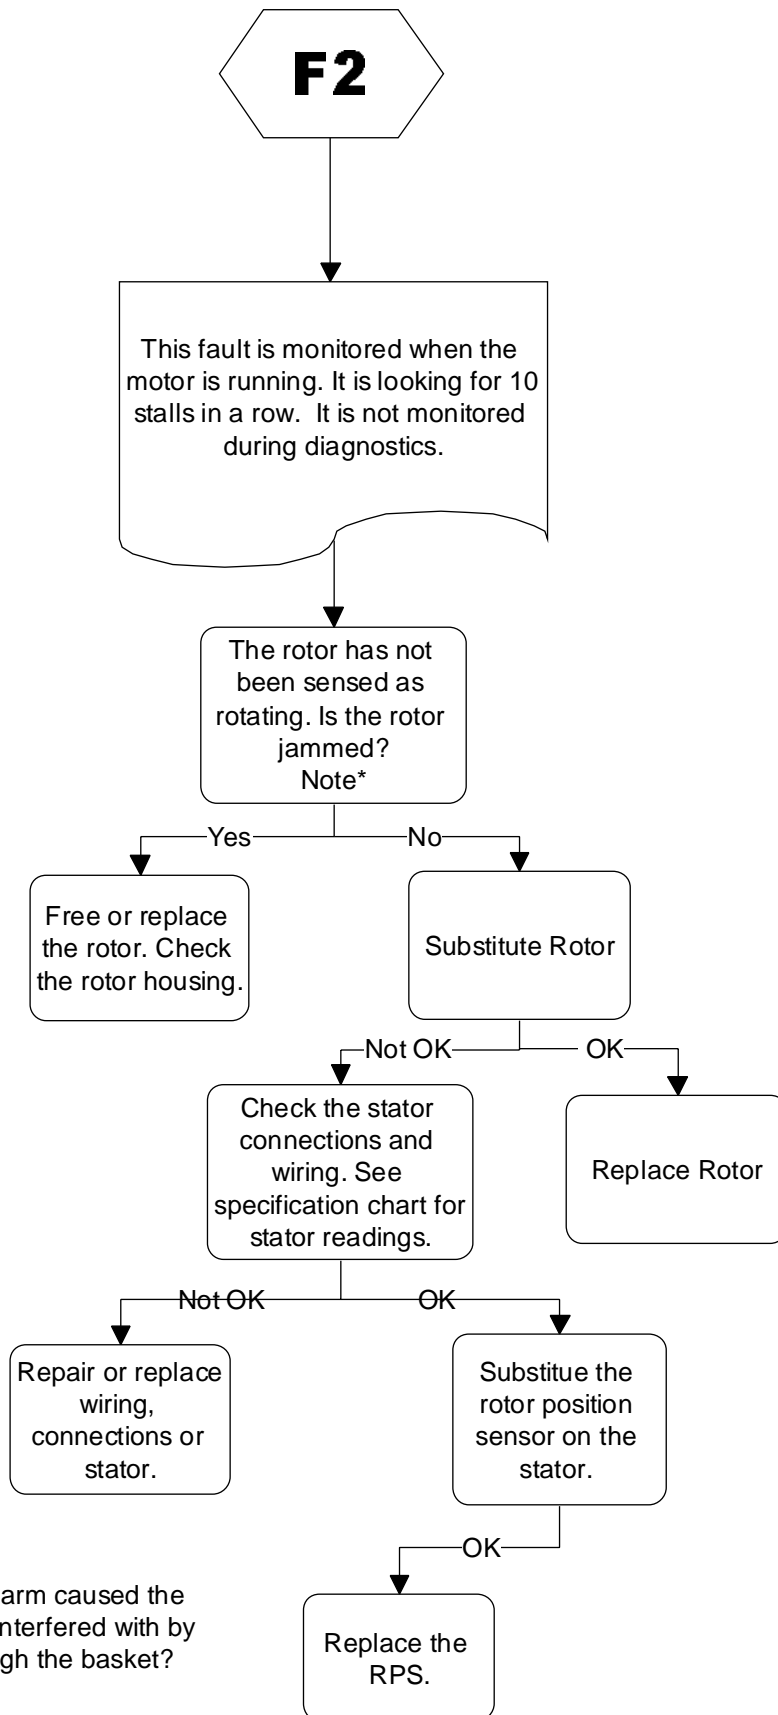 F2
This fault is monitored when the
motor is running. It is looking for 10
stalls in a row.  It is not monitored
during diagnostics.
The rotor has not
been sensed as
rotating. Is the rotor
jammed?
Note*
Yes
No
Free or replace
the rotor. Check
the rotor housing.
Substitute Rotor
Not OK
OK
Check the stator
connections and
wiring. See
specification chart for
stator readings.
Replace Rotor
Not OK
OK
Repair or replace
wiring,
connections or
stator.
Substitue the
rotor position
sensor on the
stator.
OK
arm caused the
nterfered with by
gh the basket?
Replace the
RPS.